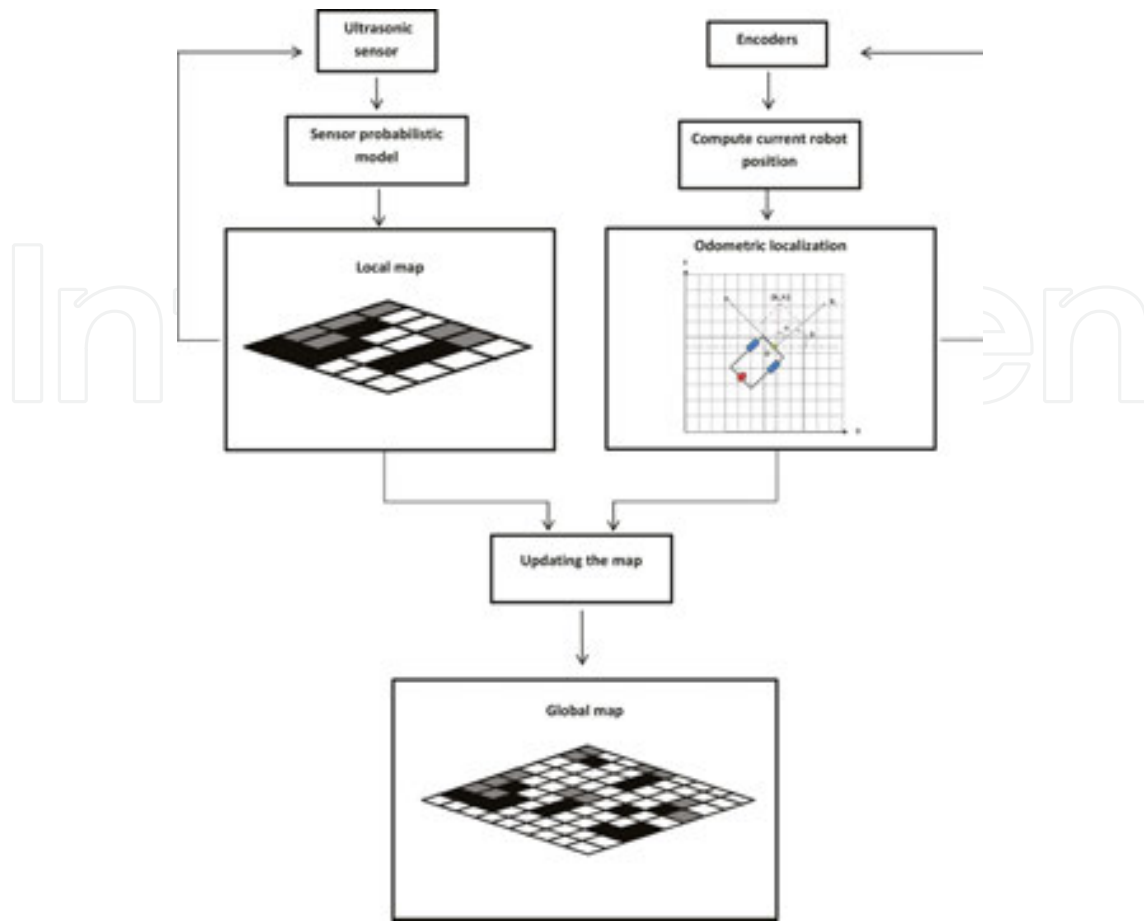 Ultrasonic
sensor
Encoders
Sensor probabilistic
model
Compute current robot
position
Local map
Odometric localization
Updating the map
Global map